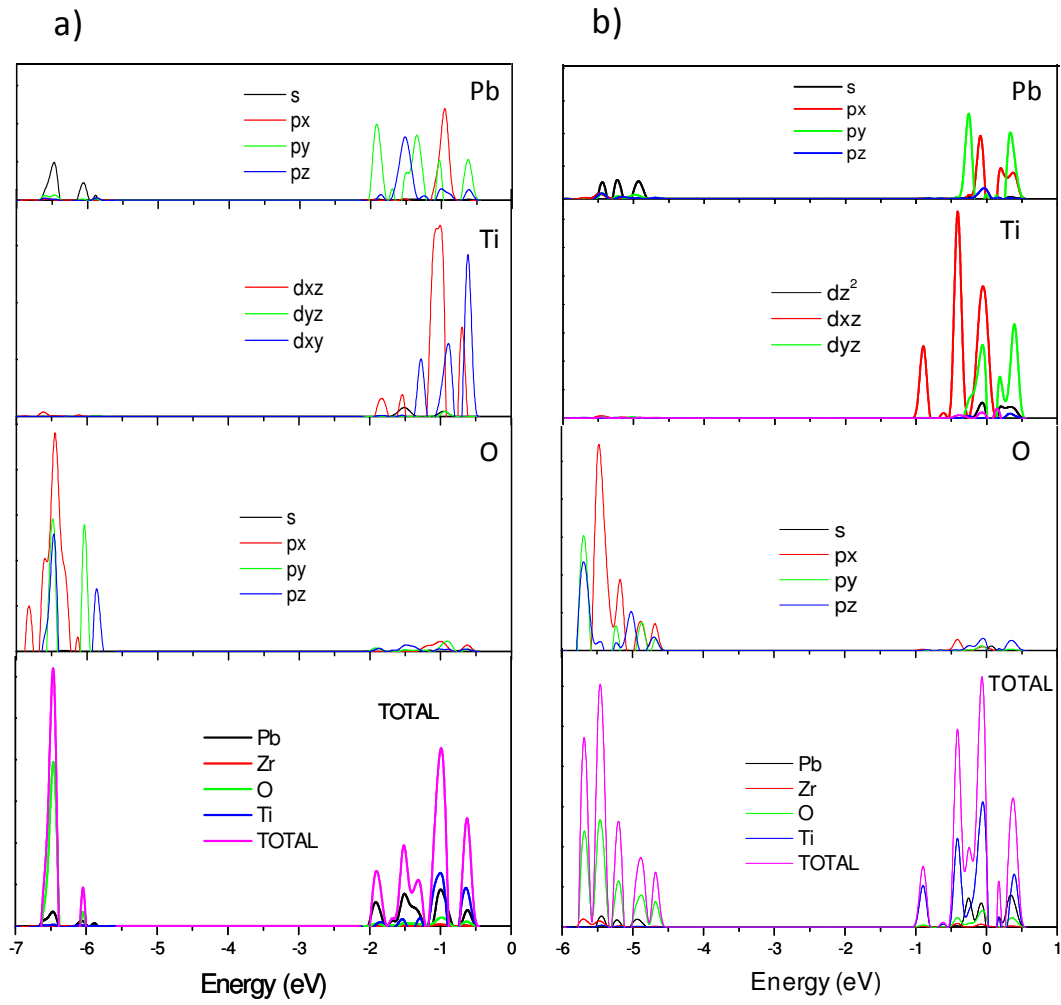 a)
Pb
s
px
py
pz
Ti
dxz
dyz
dxy
O
s
px
py
pz
TOTAL
Pb
Zr
O
Ti
TOTAL
-7 -6 -5 -4 -3 -2 -1 0
Energy (eV)
b)
Pb
s
px
py
pz
Ti
dz²
dxz
dyz
O
s
px
py
pz
TOTAL
Pb
Zr
O
Ti
TOTAL
-6 -5 -4 -3 -2 -1 0 1
Energy (eV)